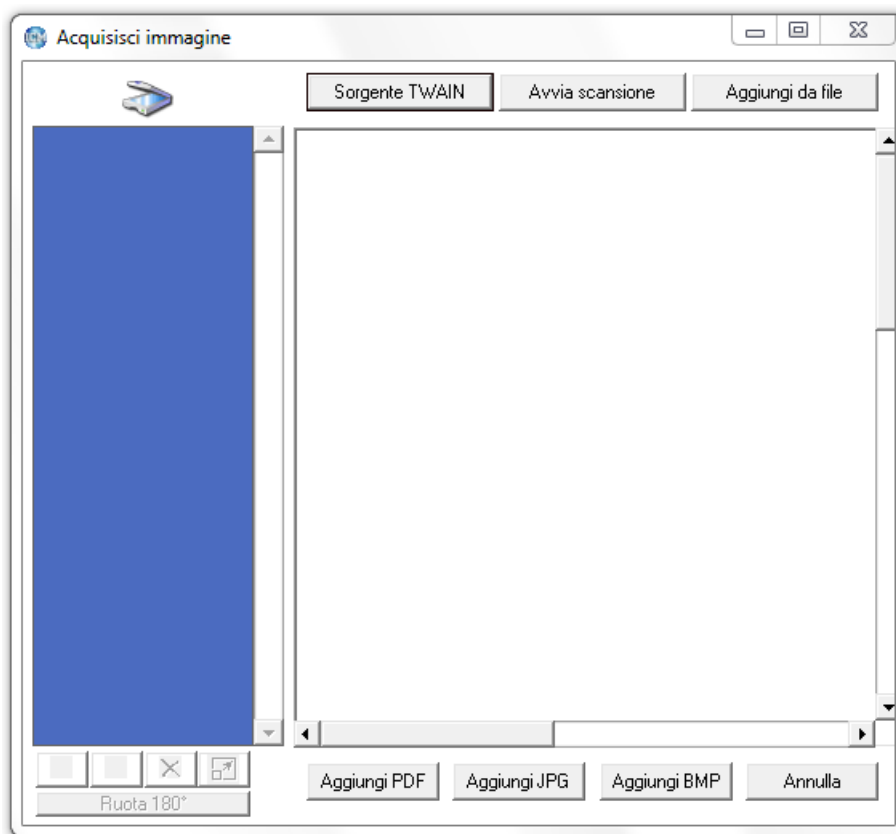 Acquisisci immagine
Sorgente TWAIN Avvia scansione Aggiungi da file
Aggiungi PDF Aggiungi JPG Aggiungi BMP Annulla
Ruota 180°